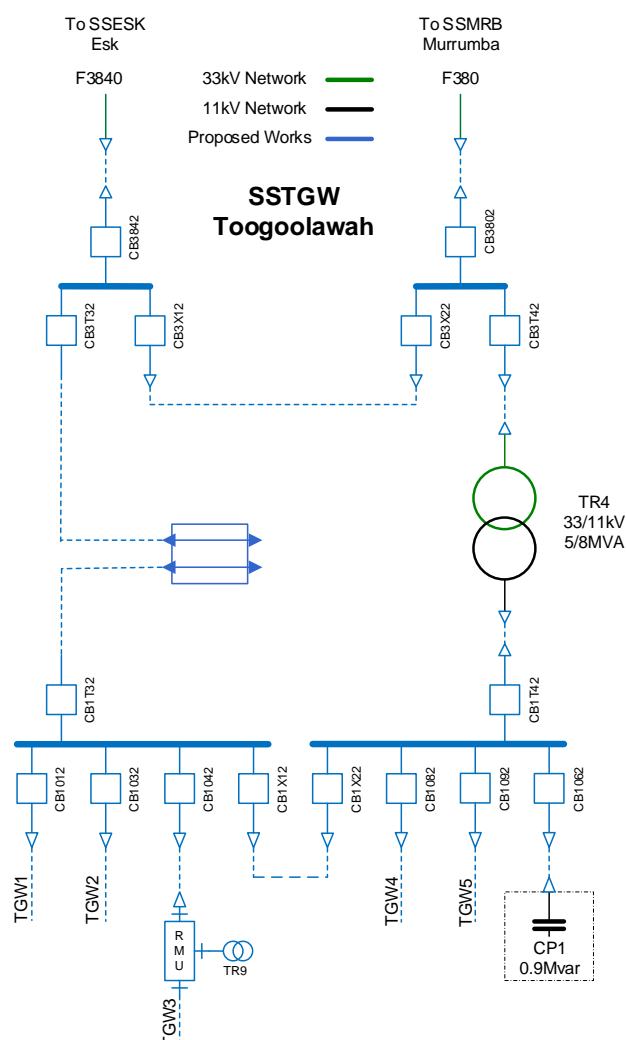 To SSESK
Esk
F3840
To SSMRB
Murrumba
F380
33kV Network
11kV Network
Proposed Works
SSTGW
Toogoolawah
CB3842
CB3802
CB3T32
CB3X12
CB3X22
CB3T42
TR4
33/11kV
5/8MVA
CB1T32
CB1T42
CB1012
CB1032
CB1042
CB1X12
CB1X22
CB1082
CB1092
CB1062
TGW1
TGW2
TGW4
TGW5
R
M
U
TR9
CP1
0.9Mvar
TGW3